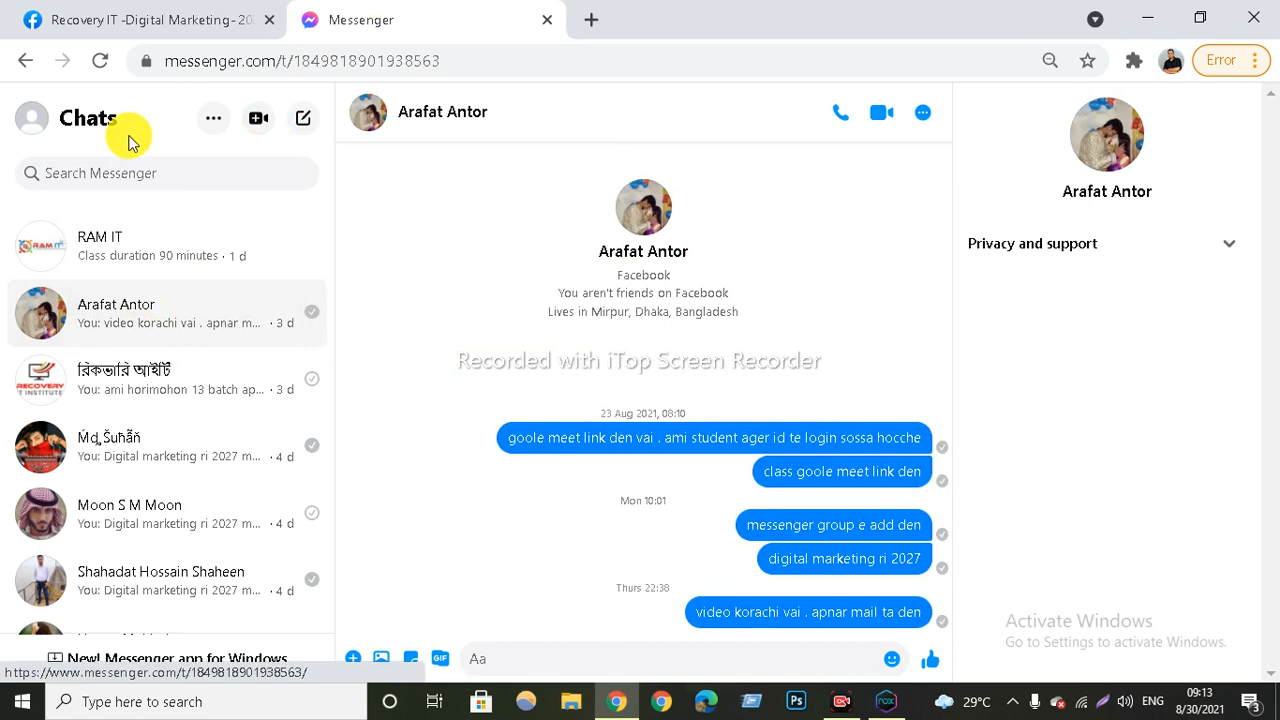 Recovery IT -Digital Marketing- 20
Messenger
messenger.com/t/1849818901938563
Error
Chats
Search Messenger
RAM IT
Class duration 90 minutes · 1 d
Arafat Antor
You: video korachi vai . apnar m... · 3 d
রিকভারি আইটি
You: ami horimohon 13 batch ap... · 3 d
You: Digital marketing ri 2027 m... · 4 d
Moon S M Moon
You: Digital marketing ri 2027 m... · 4 d
Shahadat Hossain Shaheen
You: Digital marketing ri 2027 m... · 4 d
New! Messenger app for Windows
https://www.messenger.com/t/1849818901938563/
Arafat Antor
Arafat Antor
Facebook
You aren't friends on Facebook
Lives in Mirpur, Dhaka, Bangladesh
Recorded with iTop Screen Recorder
23 Aug 2021, 08:10
goole meet link den vai . ami student ager id te login sossa hocche
class goole meet link den
Mon 10:01
messenger group e add den
digital marketing ri 2027
Thurs 22:38
video korachi vai . apnar mail ta den
GIF
Aa
Arafat Antor
Privacy and support
Activate Windows
Go to Settings to activate Windows.
Type here to search
29°C
ENG
09:13
8/30/2021